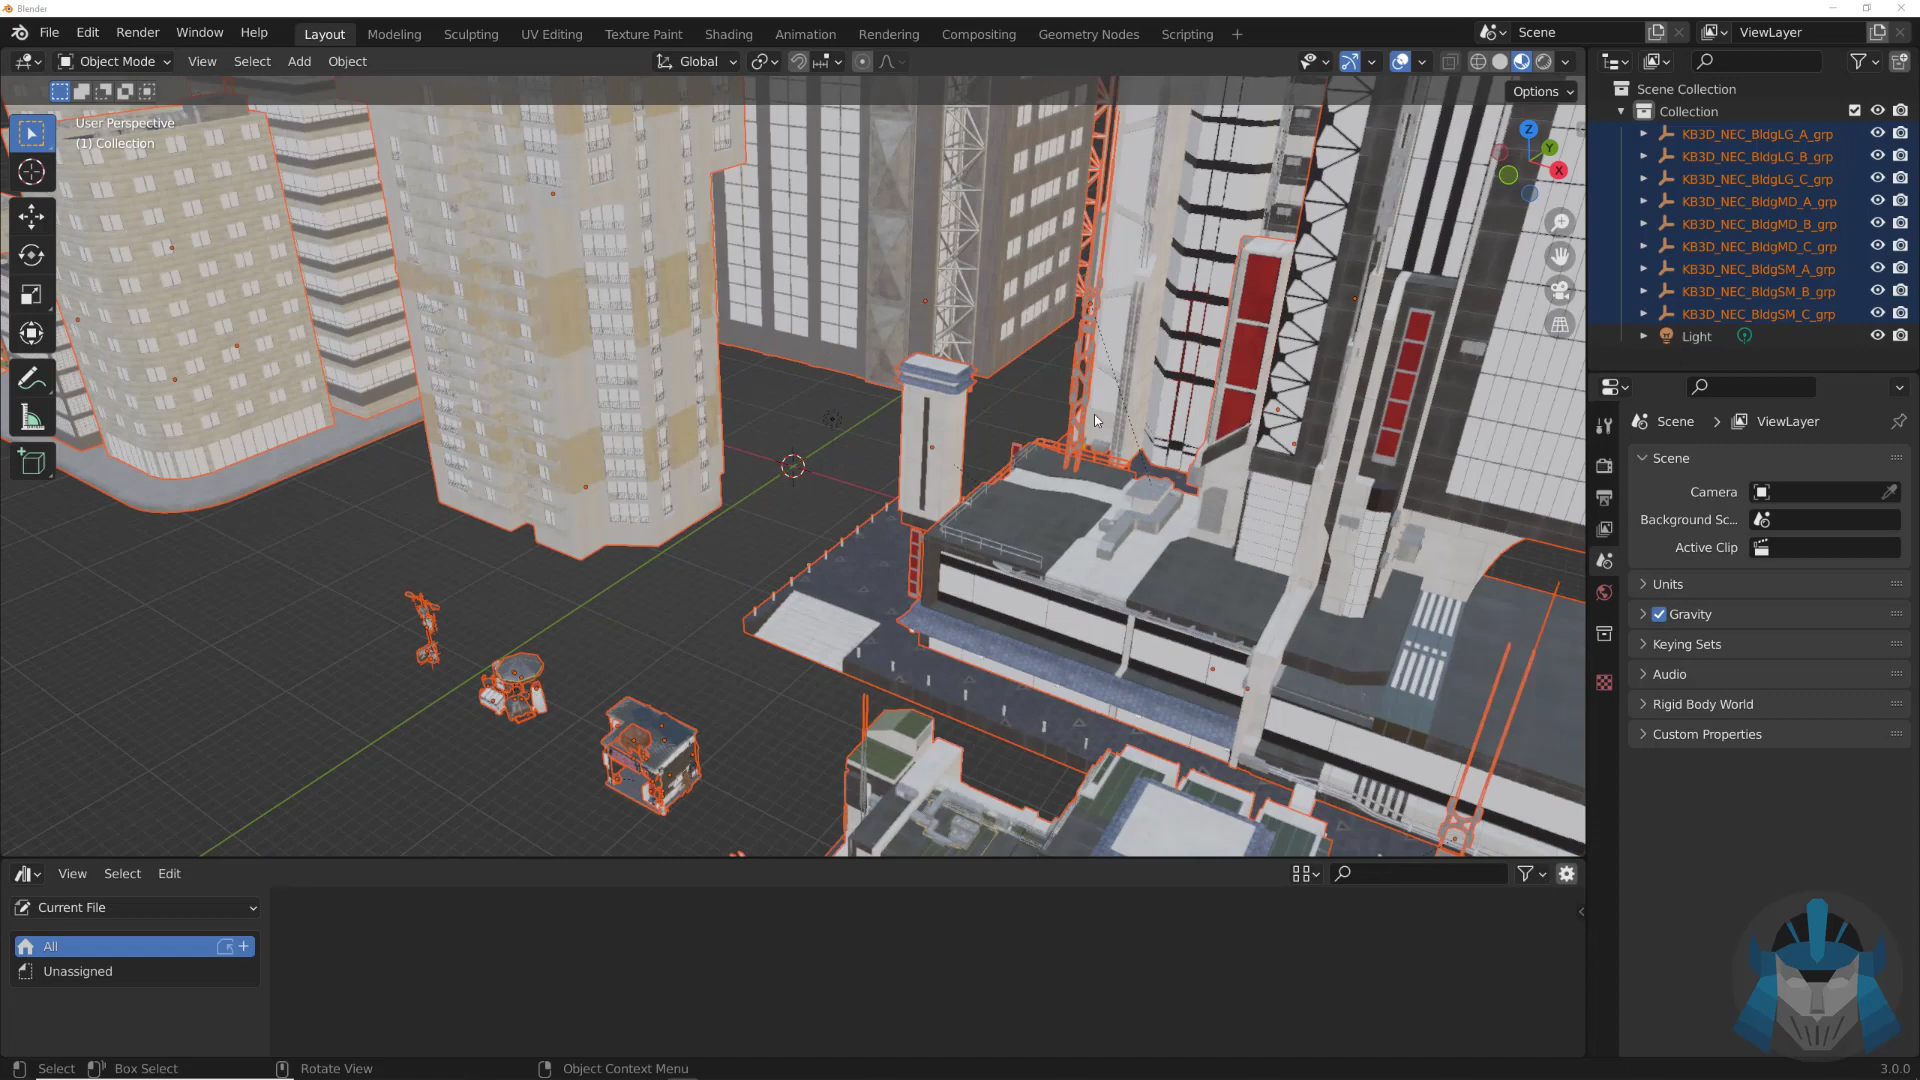 Blender
File Edit Render Window Help Layout Modeling Sculpting UV Editing Texture Paint Shading Animation Rendering Compositing Geometry Nodes Scripting + Scene ViewLayer
Object Mode View Select Add Object Global
Options
User Perspective
(1) Collection
Z
Y
X
Scene Collection
Collection
KB3D_NEC_BldgLG_A_grp
KB3D_NEC_BldgLG_B_grp
KB3D_NEC_BldgLG_C_grp
KB3D_NEC_BldgMD_A_grp
KB3D_NEC_BldgMD_B_grp
KB3D_NEC_BldgMD_C_grp
KB3D_NEC_BldgSM_A_grp
KB3D_NEC_BldgSM_B_grp
KB3D_NEC_BldgSM_C_grp
Light
Scene > ViewLayer
Scene
Camera
Background Sc...
Active Clip
Units
Gravity
Keying Sets
Audio
Rigid Body World
Custom Properties
View Select Edit
Current File
All
Unassigned
Select Box Select Rotate View Object Context Menu 3.0.0